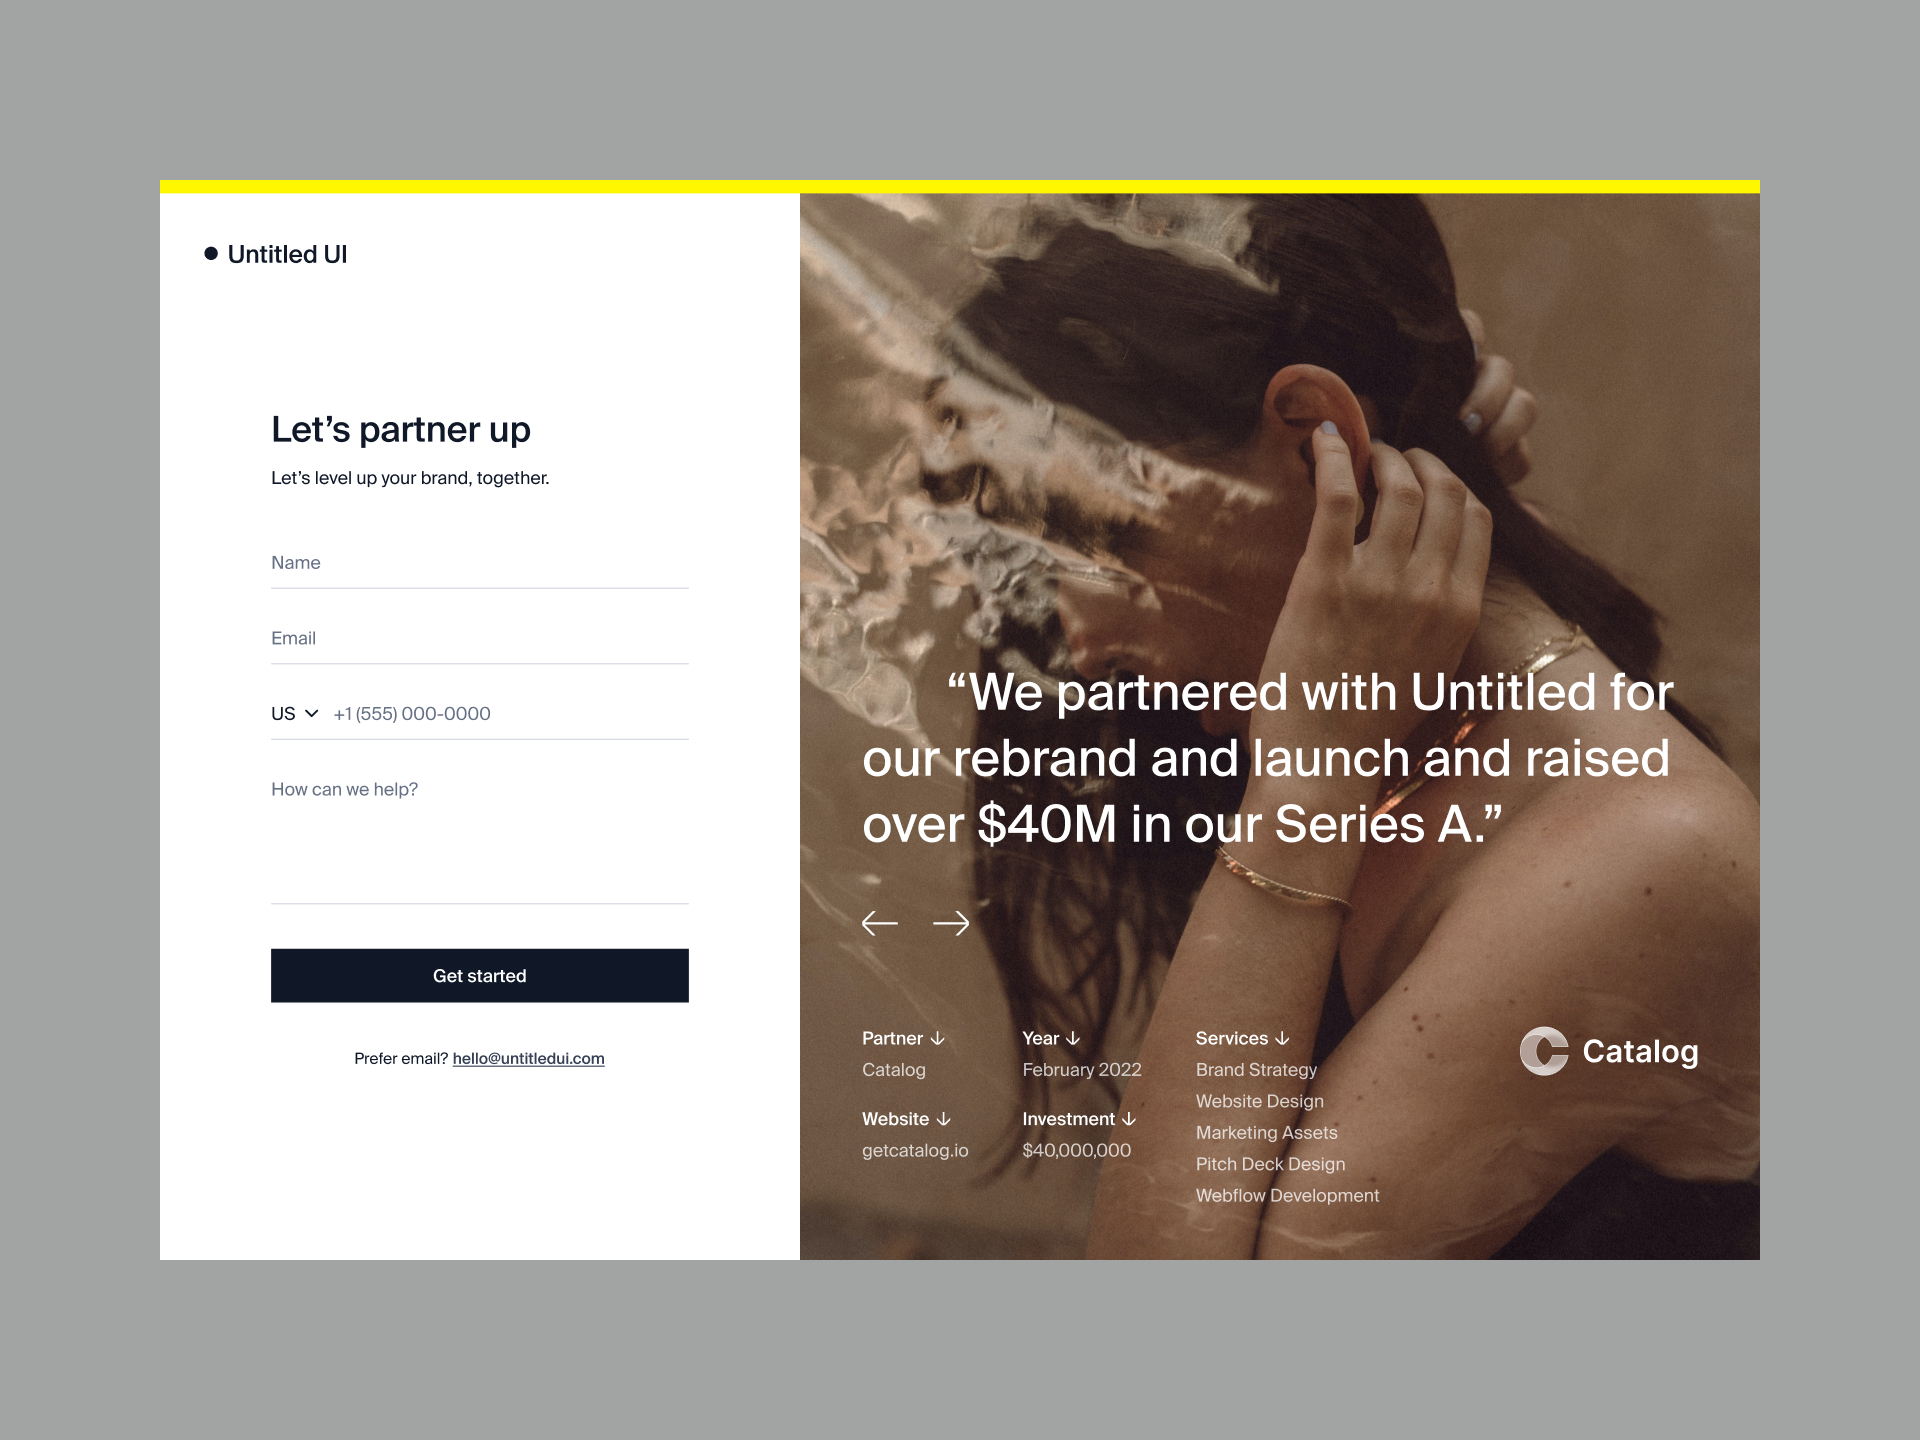 Untitled UI
Let’s partner up
Let’s level up your brand, together.
Name
Email
US +1 (555) 000-0000
How can we help?
Get started
Prefer email? hello@untitledui.com
“We partnered with Untitled for
our rebrand and launch and raised
over $40M in our Series A.”
Partner ↓
Catalog
Website ↓
getcatalog.io
Year ↓
February 2022
Investment ↓
$40,000,000
Services ↓
Brand Strategy
Website Design
Marketing Assets
Pitch Deck Design
Webflow Development
Catalog